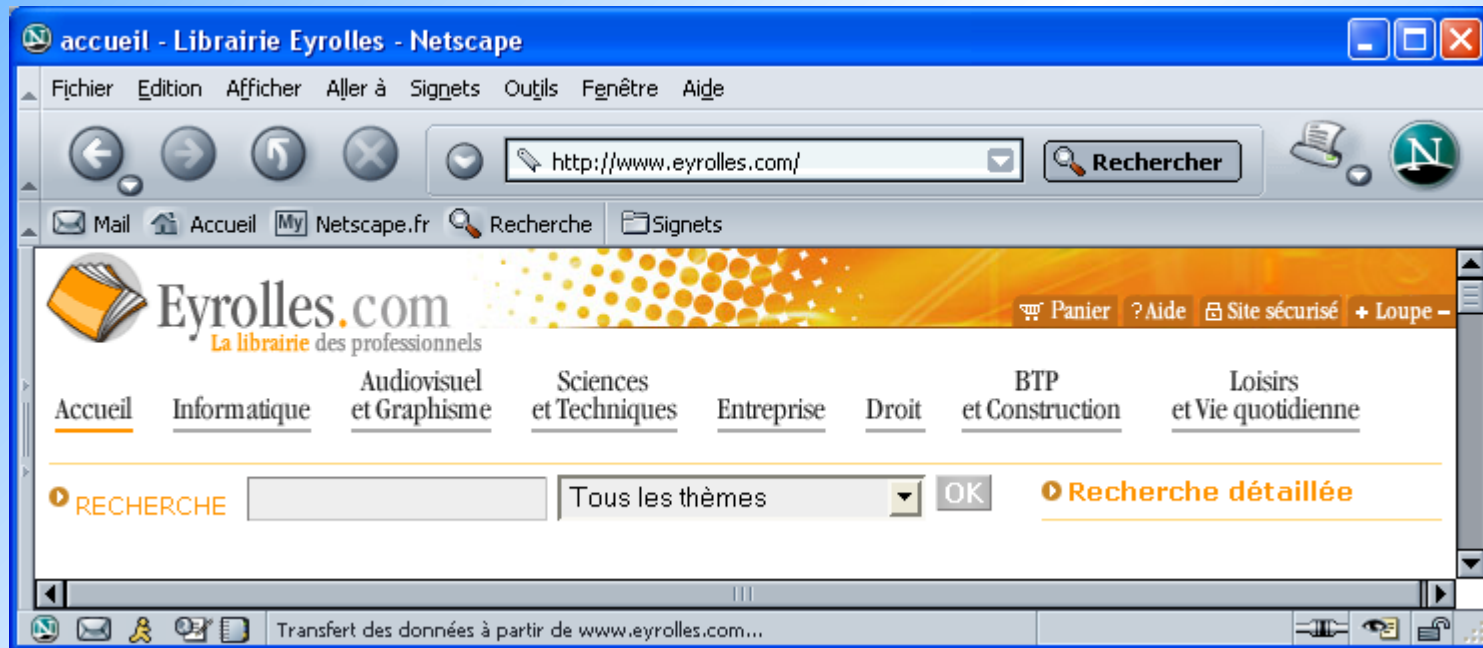 accueil - Librairie Eyrolles - Netscape
Fichier Edition Afficher Aller à Signets Outils Fenêtre Aide
http://www.eyrolles.com/ Rechercher N
Mail Accueil My Netscape.fr Recherche Signets
Eyrolles.com
La librairie des professionnels
Panier ? Aide Site sécurisé + Loupe –
Accueil Informatique Audiovisuel et Graphisme Sciences et Techniques Entreprise Droit BTP et Construction Loisirs et Vie quotidienne
RECHERCHE Tous les thèmes OK Recherche détaillée
Transfert des données à partir de www.eyrolles.com...